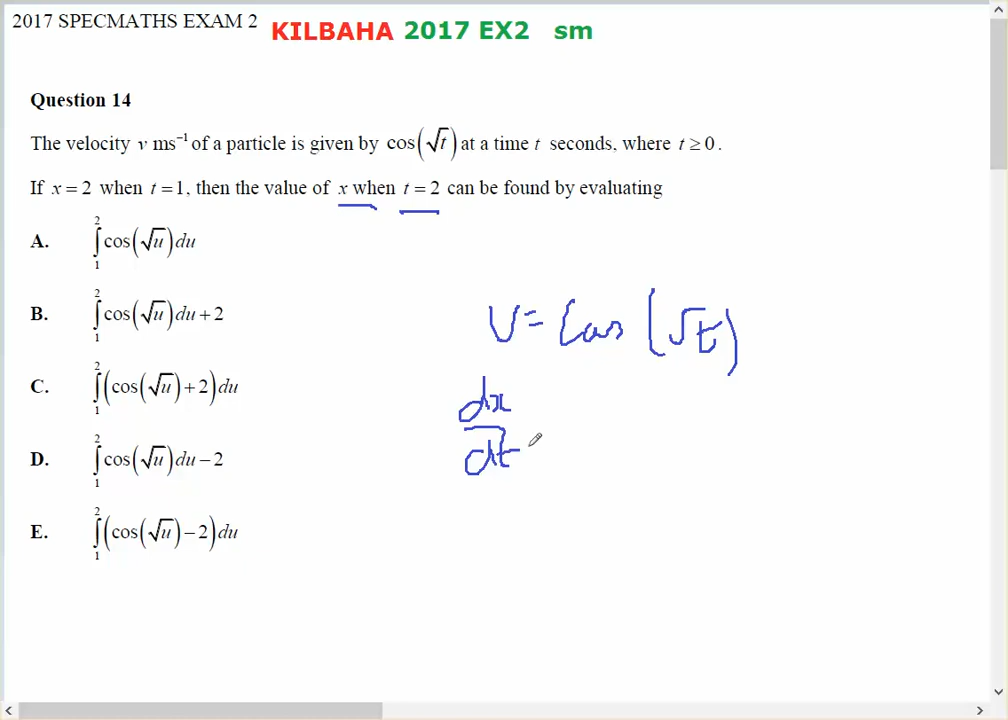 2017 SPECMATHS EXAM 2
KILBAHA 2017 EX2 sm
Question 14
The velocity v ms⁻¹ of a particle is given by cos(√t) at a time t seconds, where t ≥ 0.
If x = 2 when t = 1, then the value of x when t = 2 can be found by evaluating
A. ∫₁² cos(√u) du
B. ∫₁² cos(√u) du + 2
C. ∫₁² (cos(√u) + 2) du
D. ∫₁² cos(√u) du − 2
E. ∫₁² (cos(√u) − 2) du
v = Cos (√t)
dx
dt